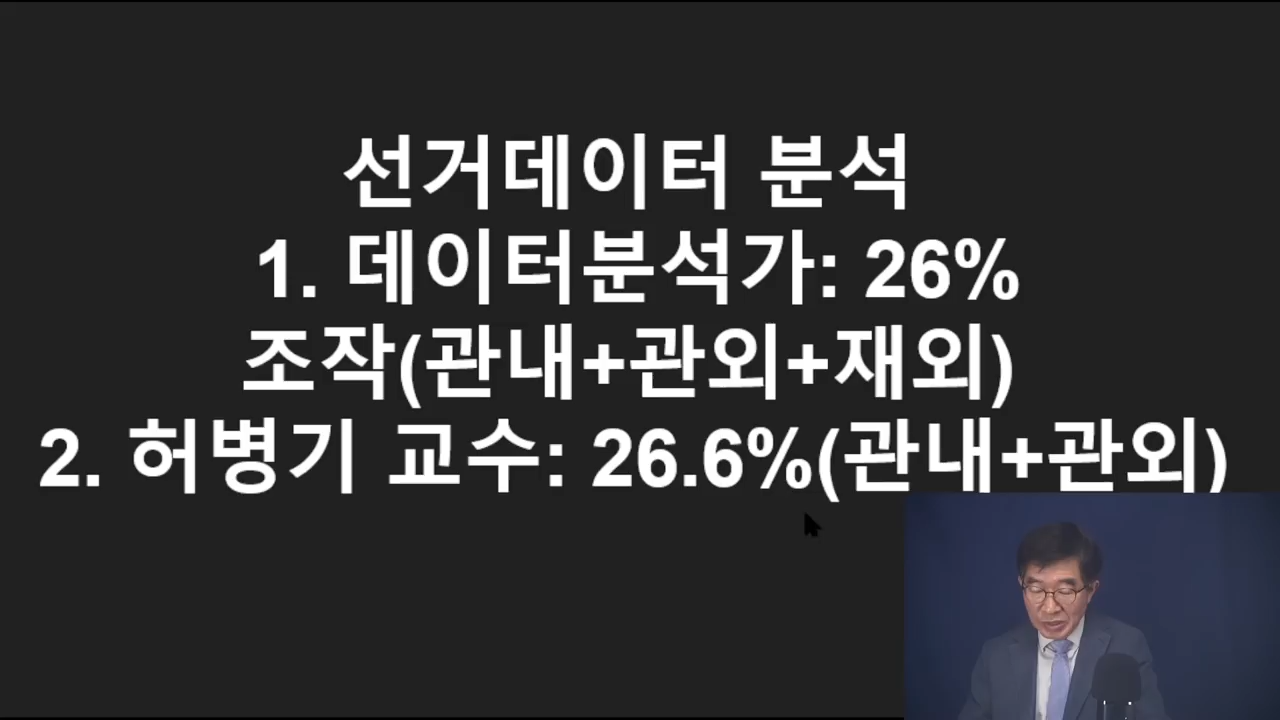 선거데이터 분석
1. 데이터분석가: 26%
조작(관내+관외+재외)
2. 허병기 교수: 26.6%(관내+관외)